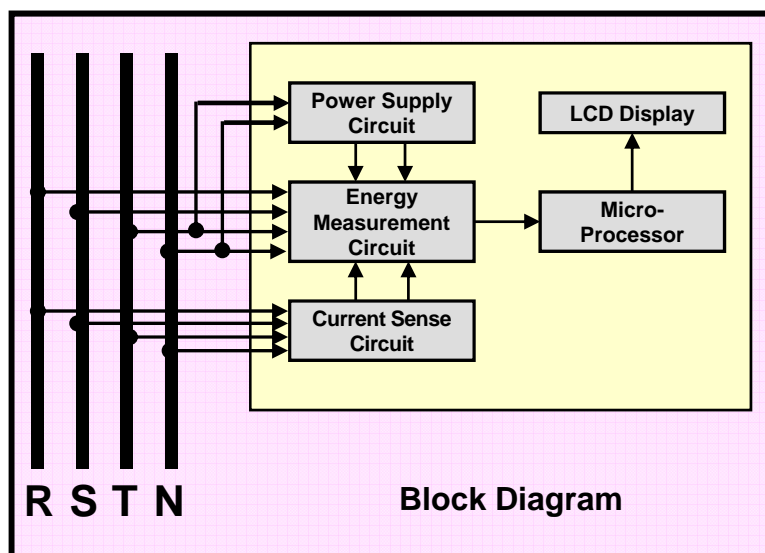 Power Supply
Circuit
LCD Display
Energy
Measurement
Circuit
Micro-
Processor
Current Sense
Circuit
R S T N
Block Diagram